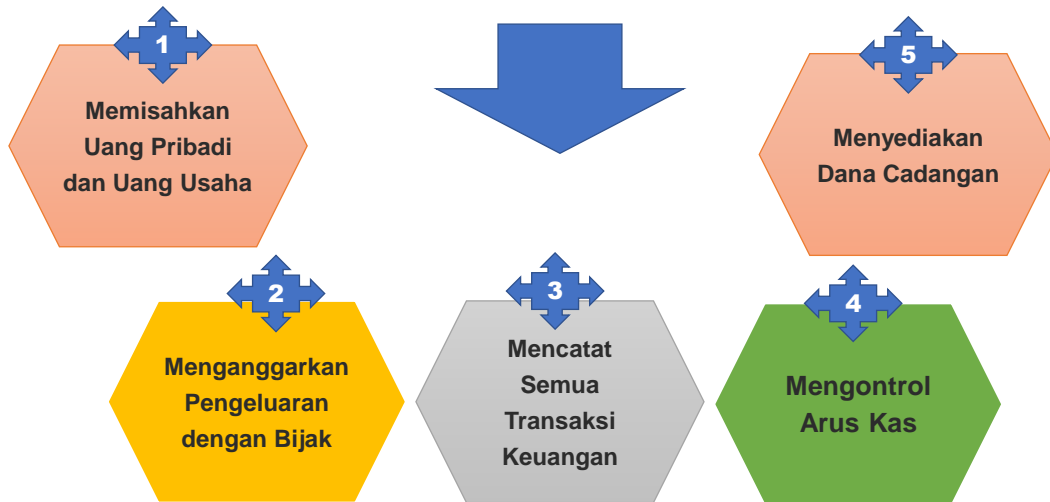 1
Memisahkan
Uang Pribadi
dan Uang Usaha
2
Menganggarkan
Pengeluaran
dengan Bijak
3
Mencatat
Semua
Transaksi
Keuangan
4
Mengontrol
Arus Kas
5
Menyediakan
Dana Cadangan